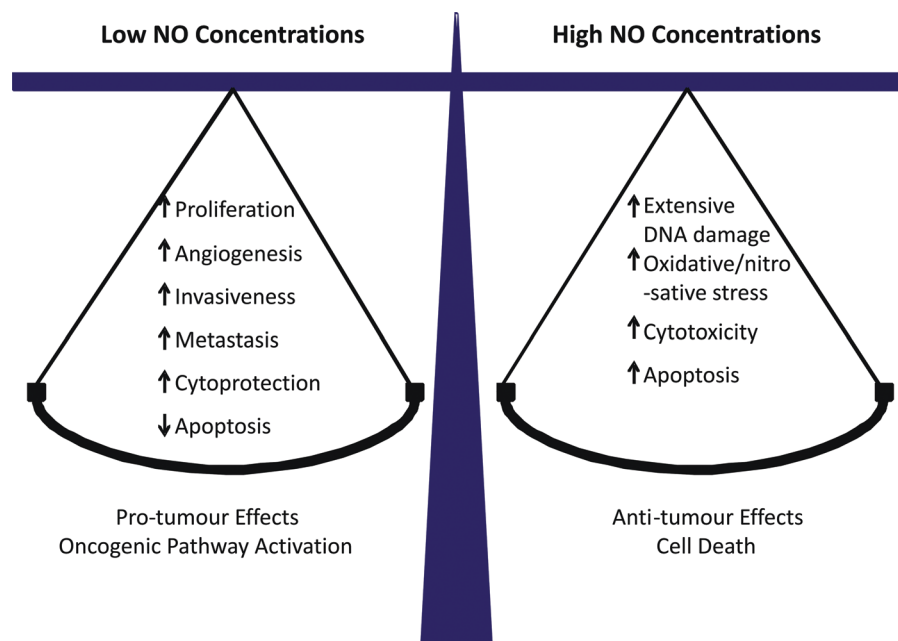 Low NO Concentrations
High NO Concentrations
↑ Proliferation
↑ Angiogenesis
↑ Invasiveness
↑ Metastasis
↑ Cytoprotection
↓ Apoptosis
↑ Extensive
DNA damage
↑ Oxidative/nitro
-sative stress
↑ Cytotoxicity
↑ Apoptosis
Pro-tumour Effects
Oncogenic Pathway Activation
Anti-tumour Effects
Cell Death